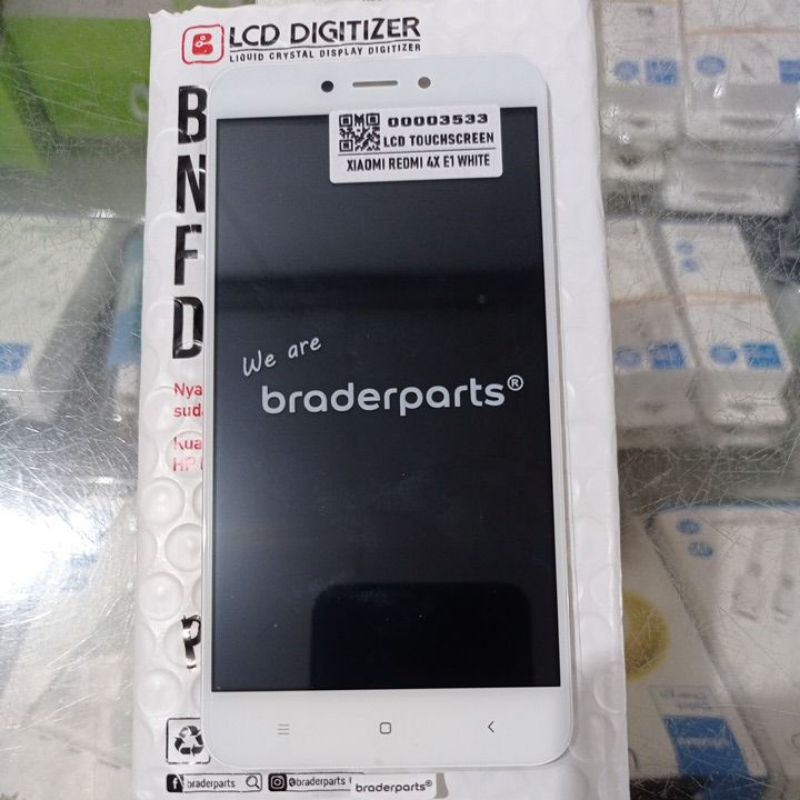 LCD DIGITIZER
LIQUID CRYSTAL DISPLAY DIGITIZER
00003533
LCD TOUCHSCREEN
XIAOMI REDMI 4X E1 WHITE
B
N
F
D
We are
braderparts®
Nya
sud
Kua
HP
braderparts
@braderparts
braderparts®